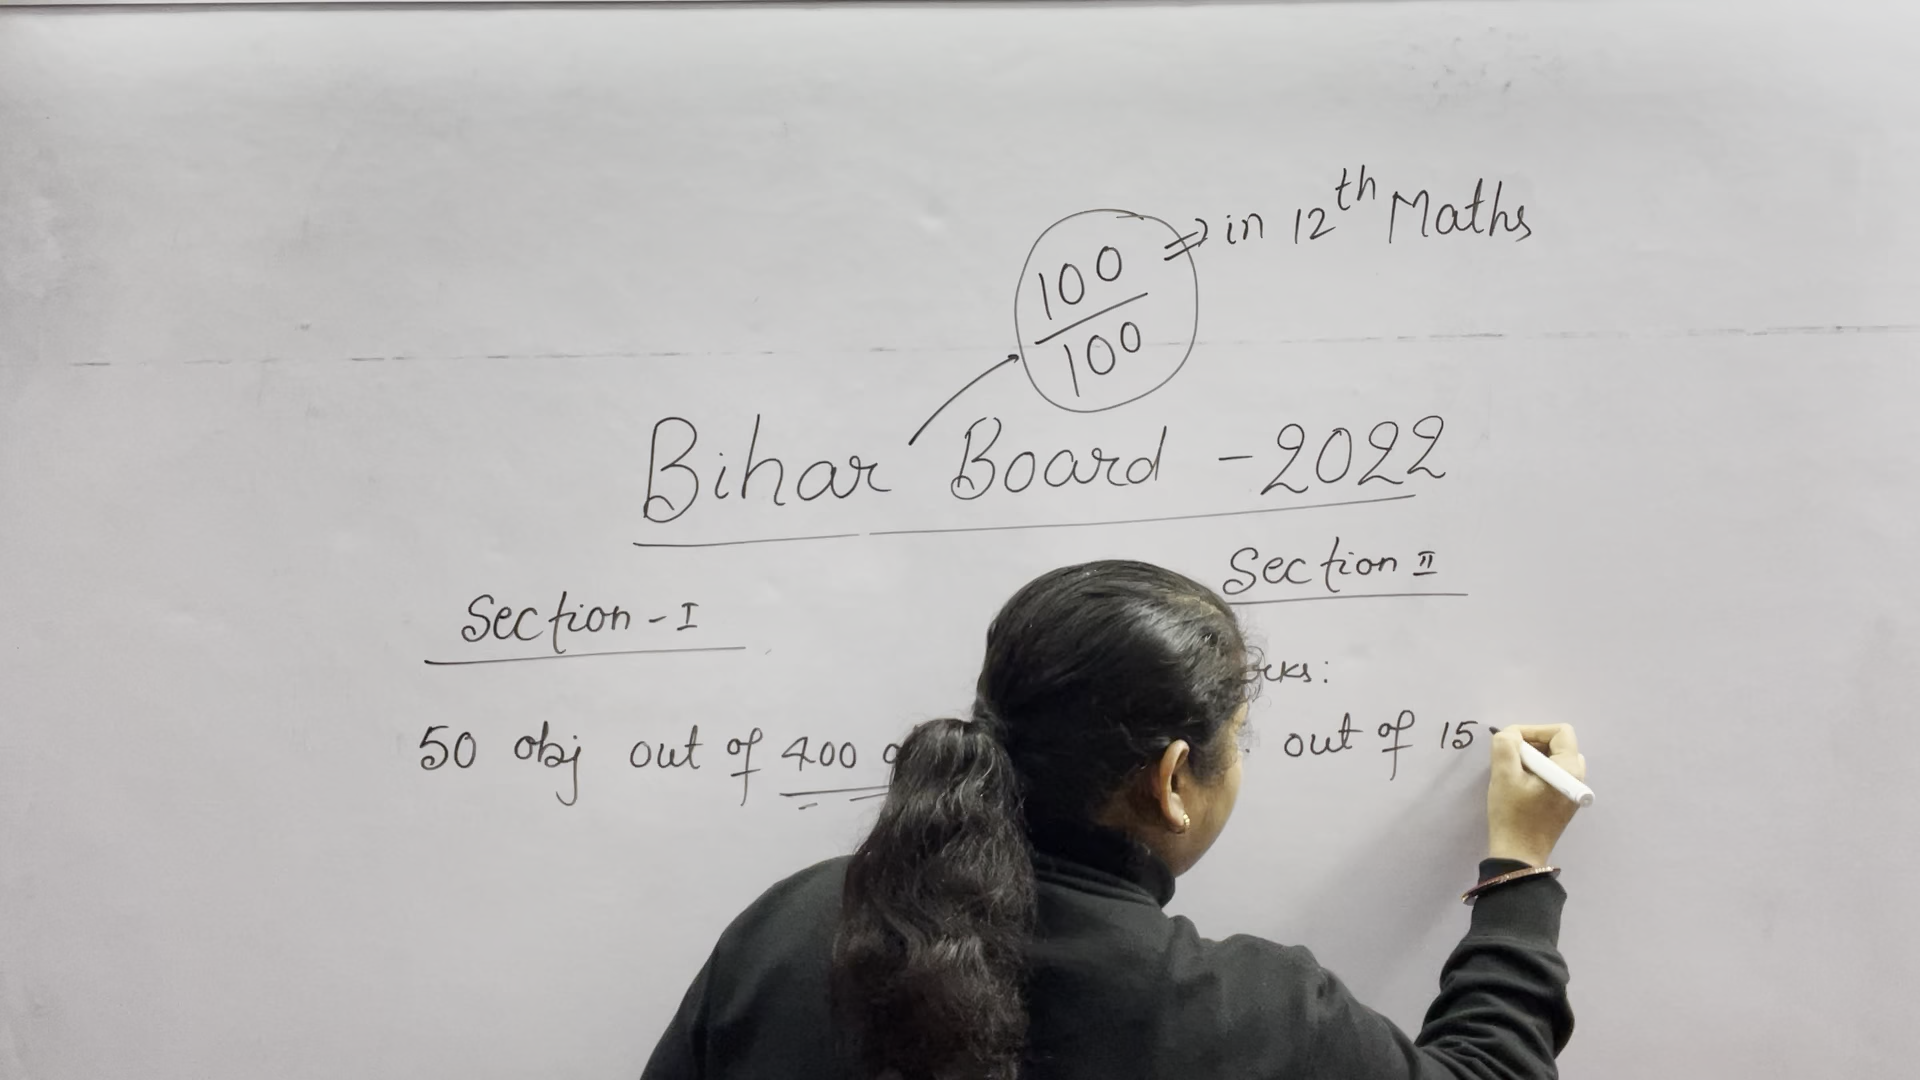 100/100 ⇒ in 12th Maths
Bihar Board - 2022
Section - I
50 obj out of 400
Section II
out of 15